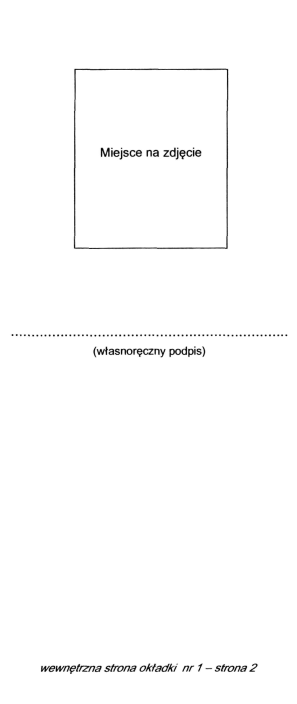 Miejsce na zdjęcie
(własnoręczny podpis)
wewnętrzna strona okładki nr 1 – strona 2